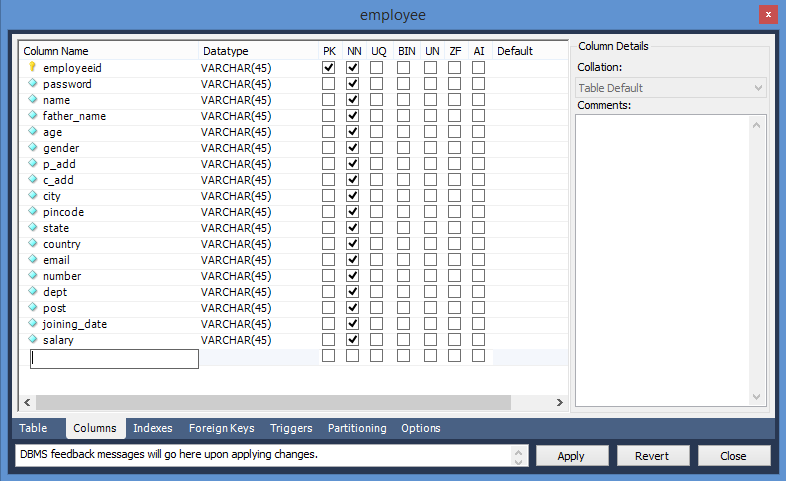 employee
x
Column Name Datatype PK NN UQ BIN UN ZF AI Default
employeeid VARCHAR(45)
password VARCHAR(45)
name VARCHAR(45)
father_name VARCHAR(45)
age VARCHAR(45)
gender VARCHAR(45)
p_add VARCHAR(45)
c_add VARCHAR(45)
city VARCHAR(45)
pincode VARCHAR(45)
state VARCHAR(45)
country VARCHAR(45)
email VARCHAR(45)
number VARCHAR(45)
dept VARCHAR(45)
post VARCHAR(45)
joining_date VARCHAR(45)
salary VARCHAR(45)
Column Details
Collation:
Table Default
Comments:
Table Columns Indexes Foreign Keys Triggers Partitioning Options
DBMS feedback messages will go here upon applying changes.
Apply Revert Close